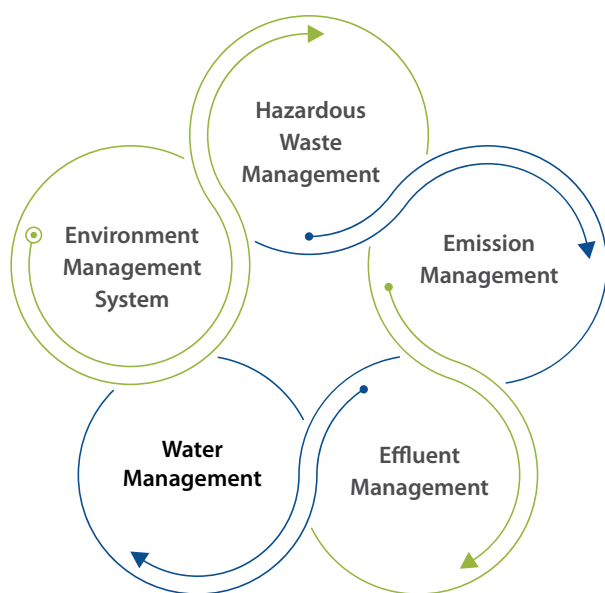 Hazardous
Waste
Management
Environment
Management
System
Emission
Management
Water
Management
Effluent
Management